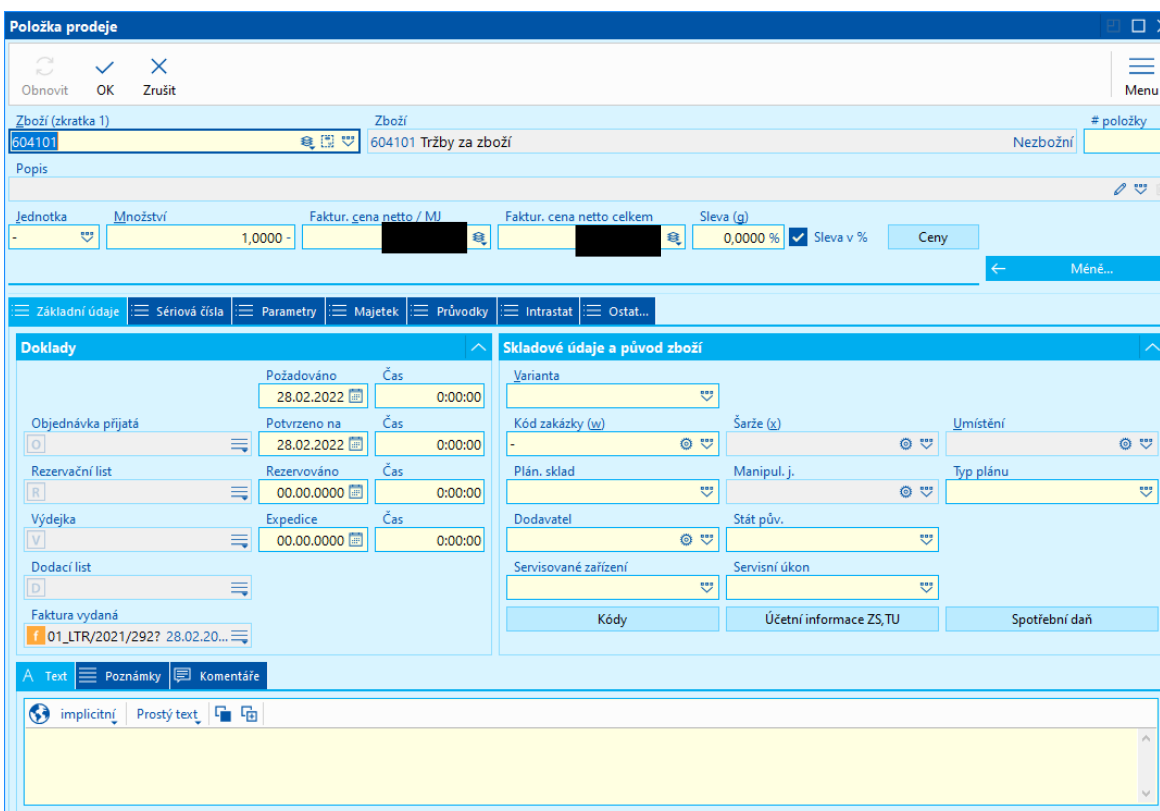 Položka prodeje
Obnovit OK Zrušit Menu
Zboží (zkratka 1) Zboží # položky
604101 604101 Tržby za zboží Nezbožní
Popis
Jednotka Množství Faktur. cena netto / MJ Faktur. cena netto celkem Sleva (g)
- 1,0000 - 0,0000 % Sleva v % Ceny
Méně...
Základní údaje Sériová čísla Parametry Majetek Průvodky Intrastat Ostat...
Doklady Skladové údaje a původ zboží
Požadováno Čas Varianta
28.02.2022 0:00:00
Objednávka přijatá Potvrzeno na Čas Kód zakázky (w) Šarže (x) Umístění
O 28.02.2022 0:00:00 -
Rezervační list Rezervováno Čas Plán. sklad Manipul. j. Typ plánu
R 00.00.0000 0:00:00
Výdejka Expedice Čas Dodavatel Stát pův.
V 00.00.0000 0:00:00
Dodací list Servisované zařízení Servisní úkon
D
Faktura vydaná Kódy Účetní informace ZS,TU Spotřební daň
f 01_LTR/2021/292? 28.02.20...
A Text Poznámky Komentáře
implicitní Prostý text